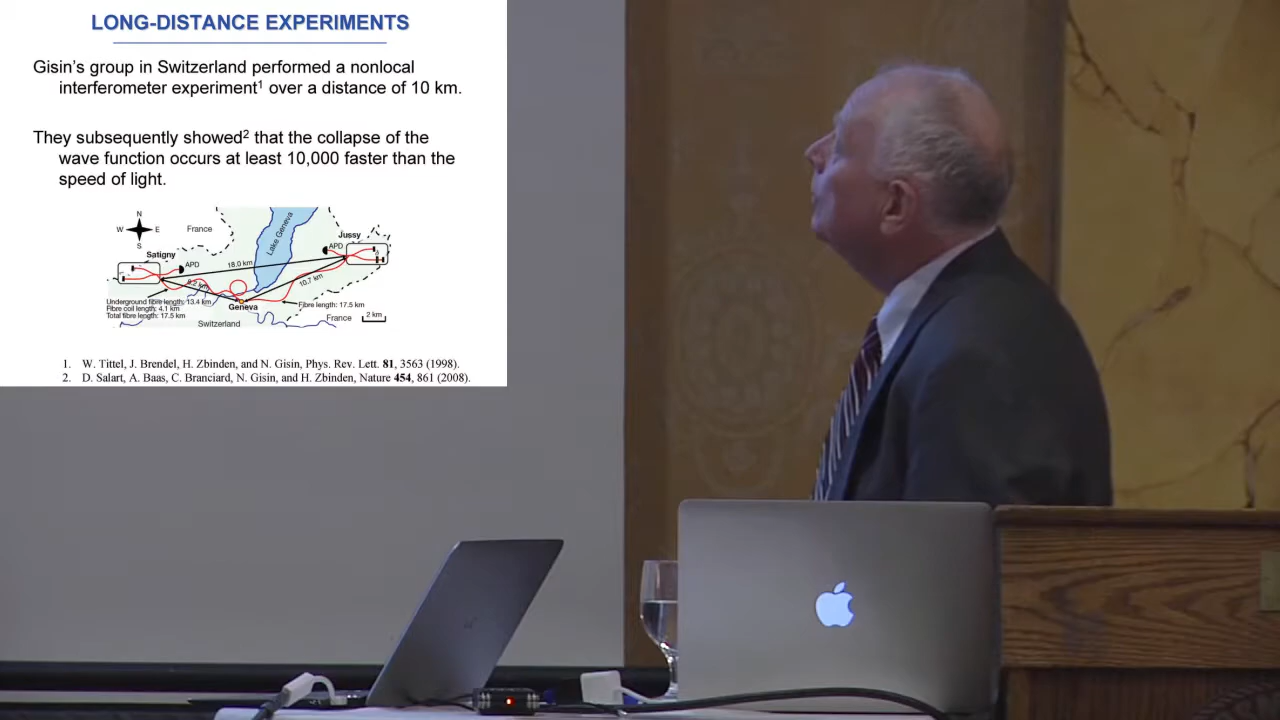 LONG-DISTANCE EXPERIMENTS
Gisin's group in Switzerland performed a nonlocal
interferometer experiment¹ over a distance of 10 km.
They subsequently showed² that the collapse of the
wave function occurs at least 10,000 faster than the
speed of light.
N
W E
S
France
Lake Geneva
Jussy
APD
Satigny
APD
18.0 km
8.2 km
10.7 km
Underground fibre length: 13.4 km
Fibre coil length: 4.1 km
Total fibre length: 17.5 km
Geneva
Fibre length: 17.5 km
Switzerland
France
2 km
1. W. Tittel, J. Brendel, H. Zbinden, and N. Gisin, Phys. Rev. Lett. 81, 3563 (1998).
2. D. Salart, A. Baas, C. Branciard, N. Gisin, and H. Zbinden, Nature 454, 861 (2008).